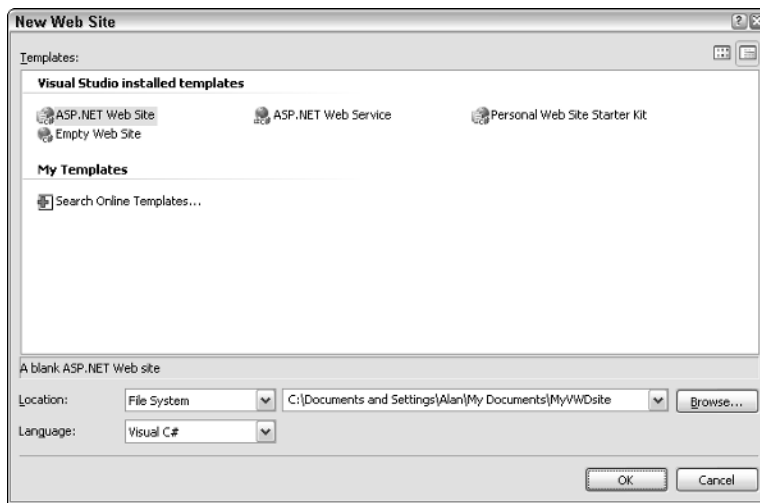 New Web Site
Templates:
Visual Studio installed templates
ASP.NET Web Site
ASP.NET Web Service
Personal Web Site Starter Kit
Empty Web Site
My Templates
Search Online Templates...
A blank ASP.NET Web site
Location:
File System
C:\Documents and Settings\Alan\My Documents\MyVWDsite
Browse...
Language:
Visual C#
OK
Cancel